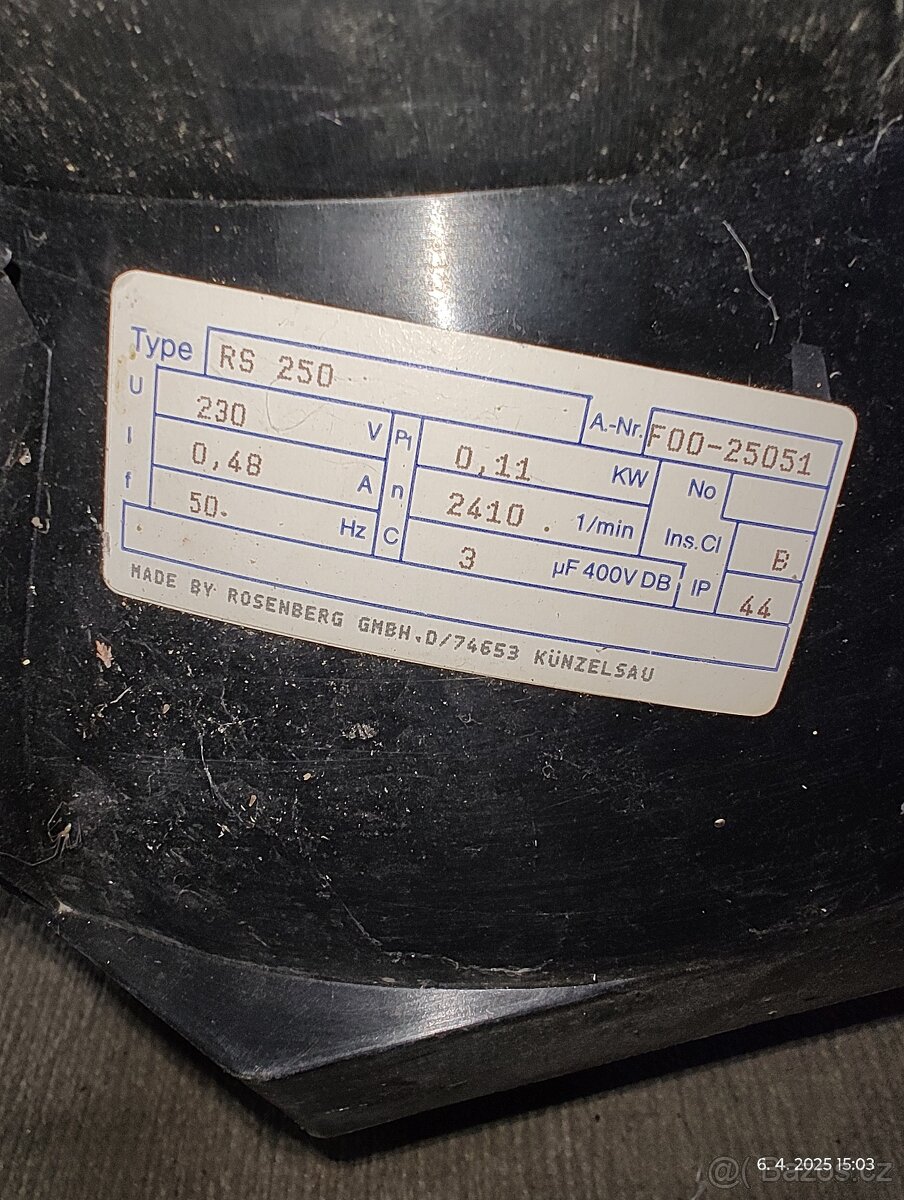 Type RS 250
A.-Nr. F00-25051
U 230 V P1 0,11 KW No
I 0,48 A n 2410 . 1/min Ins.Cl B
f 50. Hz C 3 µF 400V DB IP 44
MADE BY ROSENBERG GMBH.D/74653 KÜNZELSAU
6. 4. 2025 15:03
@ Bazos.cz